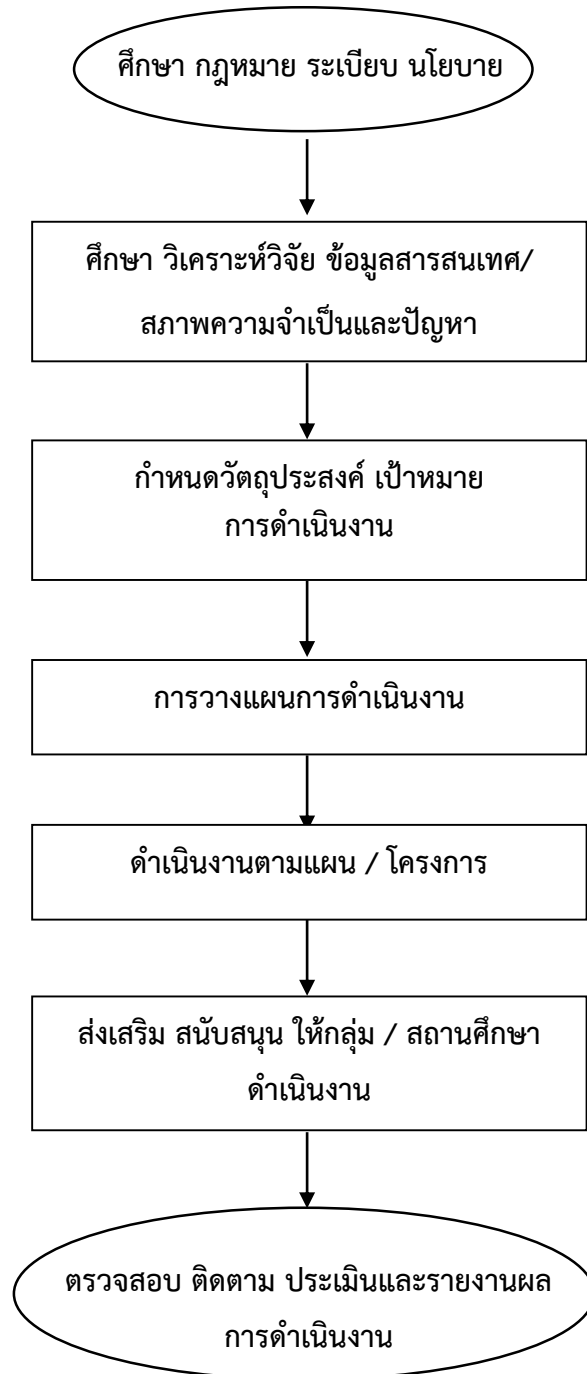 ศึกษา กฎหมาย ระเบียบ นโยบาย
ศึกษา วิเคราะห์วิจัย ข้อมูลสารสนเทศ/
สภาพความจำเป็นและปัญหา
กำหนดวัตถุประสงค์ เป้าหมาย
การดำเนินงาน
การวางแผนการดำเนินงาน
ดำเนินงานตามแผน / โครงการ
ส่งเสริม สนับสนุน ให้กลุ่ม / สถานศึกษา
ดำเนินงาน
ตรวจสอบ ติดตาม ประเมินและรายงานผล
การดำเนินงาน